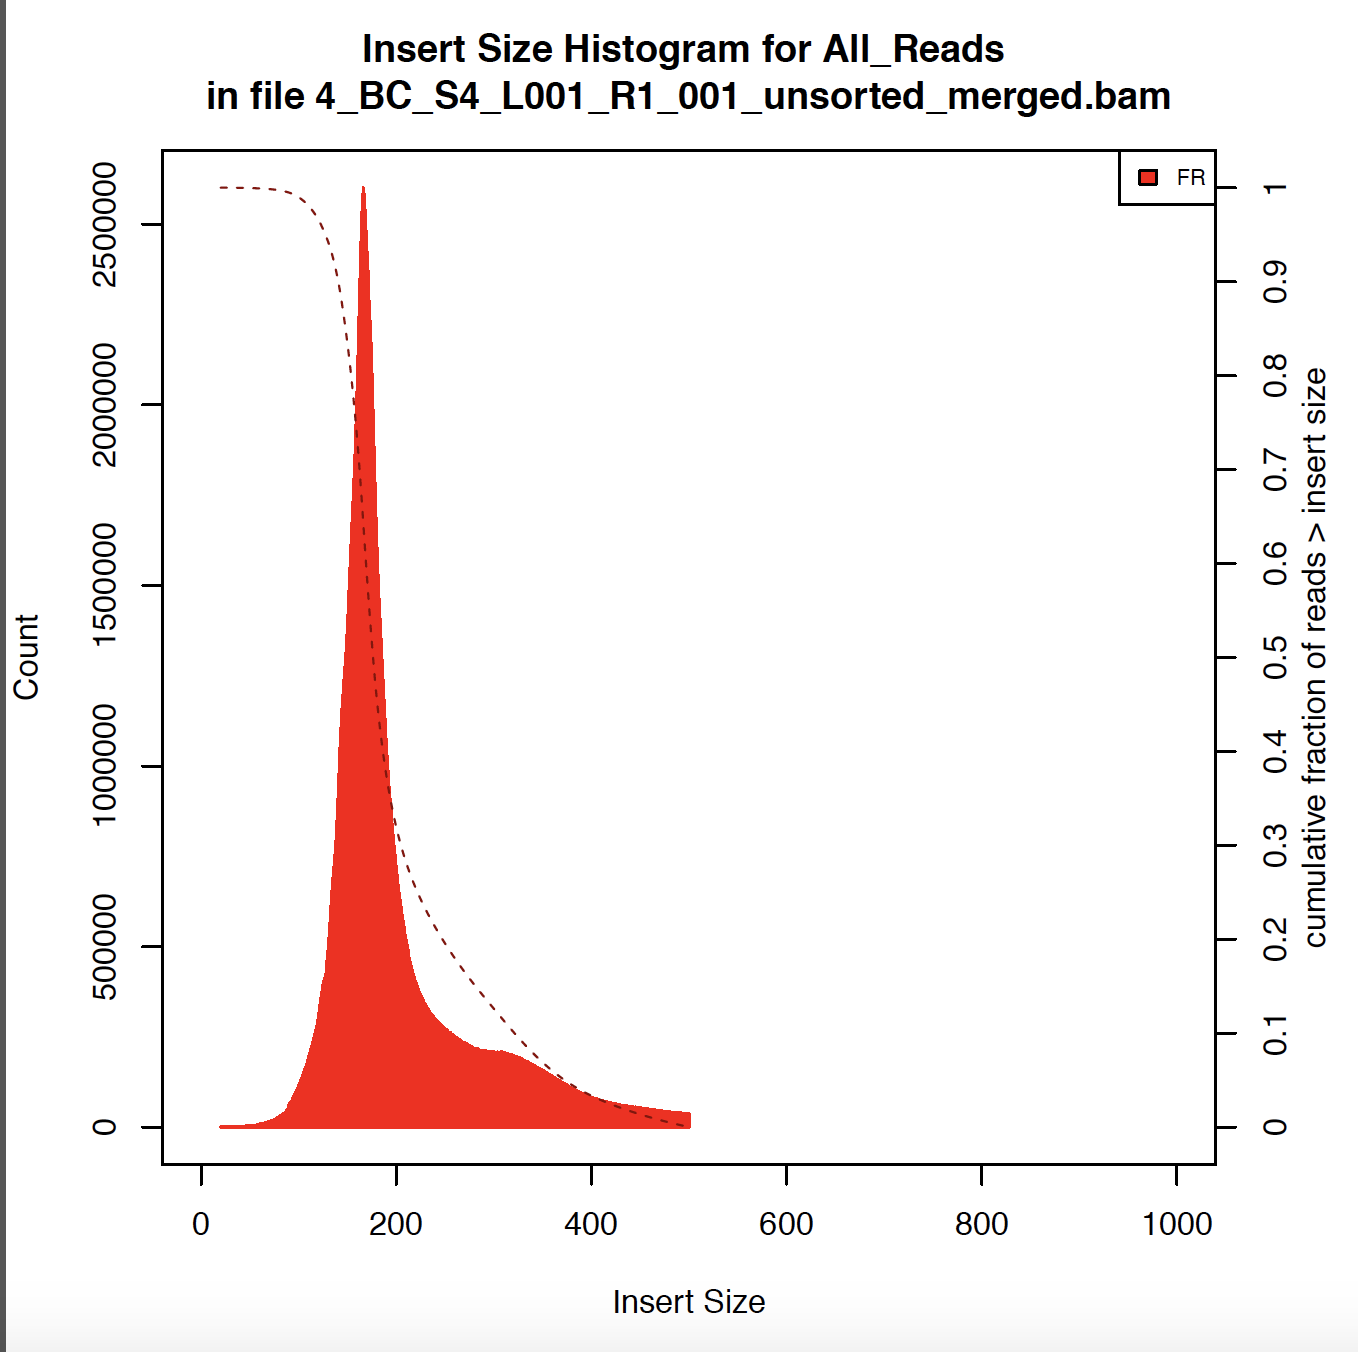 Insert Size Histogram for All_Reads
in file 4_BC_S4_L001_R1_001_unsorted_merged.bam
FR
Count
0
500000
1000000
1500000
2000000
2500000
0
0.1
0.2
0.3
0.4
0.5
0.6
0.7
0.8
0.9
1
cumulative fraction of reads > insert size
0 200 400 600 800 1000
Insert Size